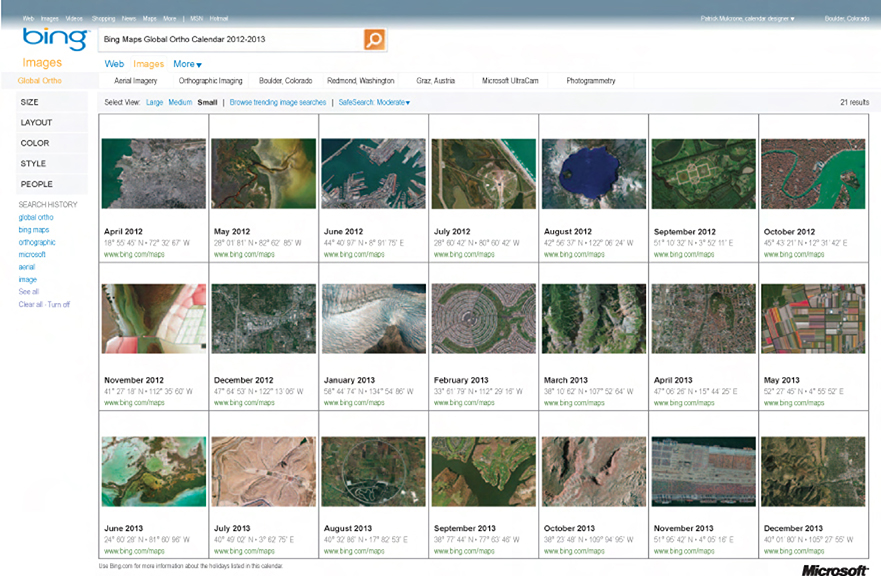 Web Images Videos Shopping News Maps More | MSN Hotmail
Patrick Mulcrone, calendar designer ▾ Boulder, Colorado
bing
Bing Maps Global Ortho Calendar 2012-2013
Images
Web Images More ▾
Global Ortho
Aerial Imagery Orthographic Imaging Boulder, Colorado Redmond, Washington Graz, Austria Microsoft UltraCam Photogrammetry
SIZE
LAYOUT
COLOR
STYLE
PEOPLE
SEARCH HISTORY
global ortho
bing maps
orthographic
microsoft
aerial
image
See all
Clear all · Turn off
Select View: Large Medium Small | Browse trending image searches | SafeSearch: Moderate ▾ 21 results
April 2012 May 2012 June 2012 July 2012 August 2012 September 2012 October 2012
18° 55' 45" N • 72° 32' 67" W 28° 01' 81" N • 82° 62' 85" W 44° 40' 97" N • 8° 91' 75" E 28° 60' 42" N • 80° 60' 42" W 42° 56' 37" N • 122° 06' 24" W 51° 10' 32" N • 3° 52' 11" E 45° 43' 21" N • 12° 31' 42" E
www.bing.com/maps www.bing.com/maps www.bing.com/maps www.bing.com/maps www.bing.com/maps www.bing.com/maps www.bing.com/maps
November 2012 December 2012 January 2013 February 2013 March 2013 April 2013 May 2013
41° 27' 18" N • 112° 35' 60" W 47° 64' 53" N • 122° 13' 06" W 58° 44' 74" N • 134° 54' 86" W 33° 61' 79" N • 112° 29' 16" W 38° 10' 62" N • 107° 52' 64" W 47° 06' 26" N • 15° 44' 25" E 52° 27' 45" N • 4° 55' 52" E
www.bing.com/maps www.bing.com/maps www.bing.com/maps www.bing.com/maps www.bing.com/maps www.bing.com/maps www.bing.com/maps
June 2013 July 2013 August 2013 September 2013 October 2013 November 2013 December 2013
24° 60' 28" N • 81° 60' 96" W 40° 49' 02" N • 3° 62' 75" E 40° 32' 86" N • 17° 82' 53" E 38° 77' 44" N • 77° 63' 46" W 38° 23' 48" N • 109° 94' 95" W 51° 95' 42" N • 4° 05' 16" E 40° 01' 80" N • 105° 27' 55" W
www.bing.com/maps www.bing.com/maps www.bing.com/maps www.bing.com/maps www.bing.com/maps www.bing.com/maps www.bing.com/maps
Use Bing.com for more information about the holidays listed in this calendar.
Microsoft